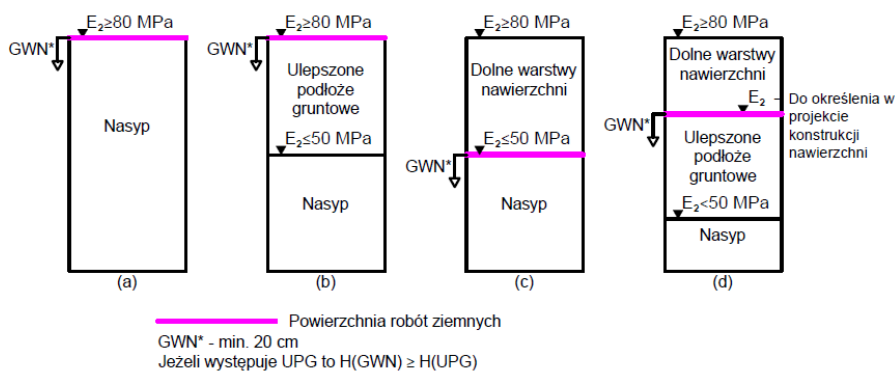 E₂≥80 MPa
GWN*
Nasyp
(a)
E₂≥80 MPa
GWN*
Ulepszone
podłoże
gruntowe
E₂≤50 MPa
Nasyp
(b)
E₂≥80 MPa
Dolne warstwy
nawierzchni
E₂≤50 MPa
GWN*
Nasyp
(c)
E₂≥80 MPa
Dolne warstwy
nawierzchni
E₂ - Do określenia w
projekcie
konstrukcji
nawierzchni
GWN*
Ulepszone
podłoże
gruntowe
E₂<50 MPa
Nasyp
(d)
Powierzchnia robót ziemnych
GWN* - min. 20 cm
Jeżeli występuje UPG to H(GWN) ≥ H(UPG)